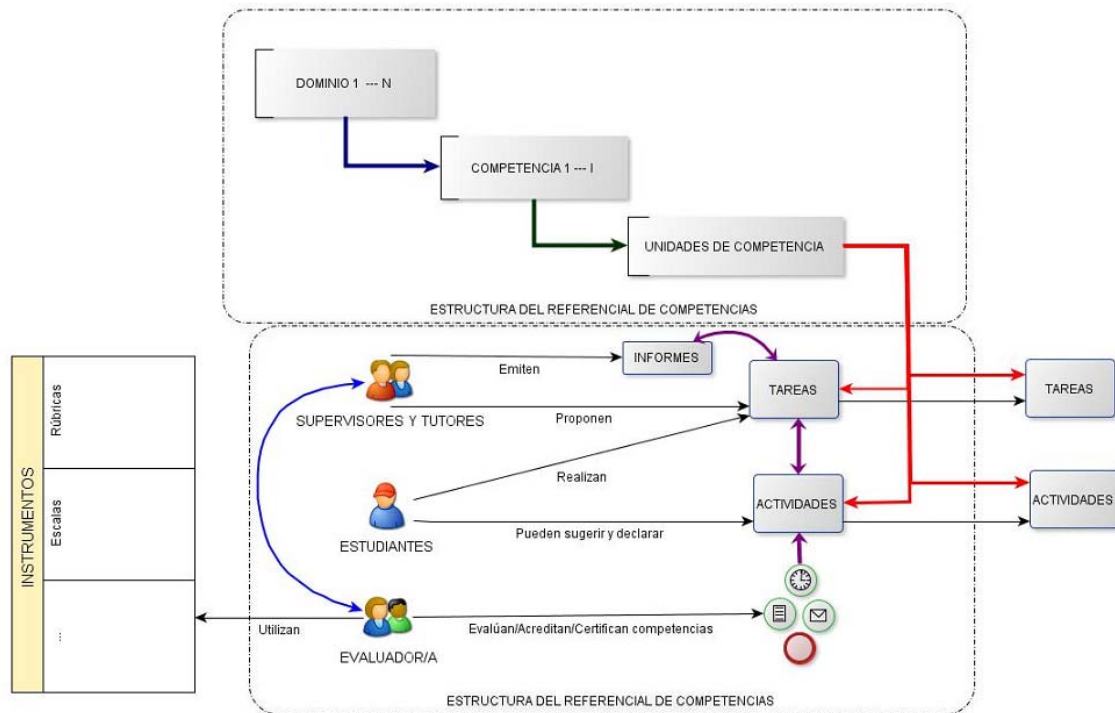 DOMINIO 1 --- N
COMPETENCIA 1 --- I
UNIDADES DE COMPETENCIA
ESTRUCTURA DEL REFERENCIAL DE COMPETENCIAS
INSTRUMENTOS
Rúbricas
Escalas
...
INFORMES
Emiten
TAREAS
TAREAS
SUPERVISORES Y TUTORES
Proponen
Realizan
ACTIVIDADES
ACTIVIDADES
Pueden sugerir y declarar
ESTUDIANTES
Utilizan
Evalúan/Acreditan/Certifican competencias
EVALUADOR/A
ESTRUCTURA DEL REFERENCIAL DE COMPETENCIAS